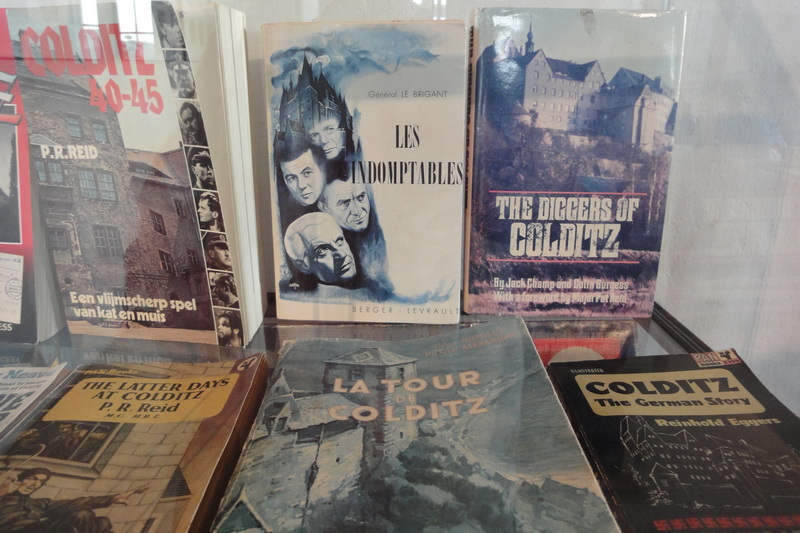 COLDITZ
40-45
P.R.REID
Een vlijmscherp spel
van kat en muis
ESS
Général LE BRIGANT
LES
INDOMPTABLES
BERGER-LEVRAULT
THE DIGGERS OF
COLDITZ
By Jack Champ and Colin Burgess
With a foreword by Major Pat Reid
THE LATTER DAYS
AT COLDITZ
P. R. Reid
M.C. M.B.E.
LA TOUR
DE
COLDITZ
ILLUSTRATED
COLDITZ
The German Story
Reinhold Eggers